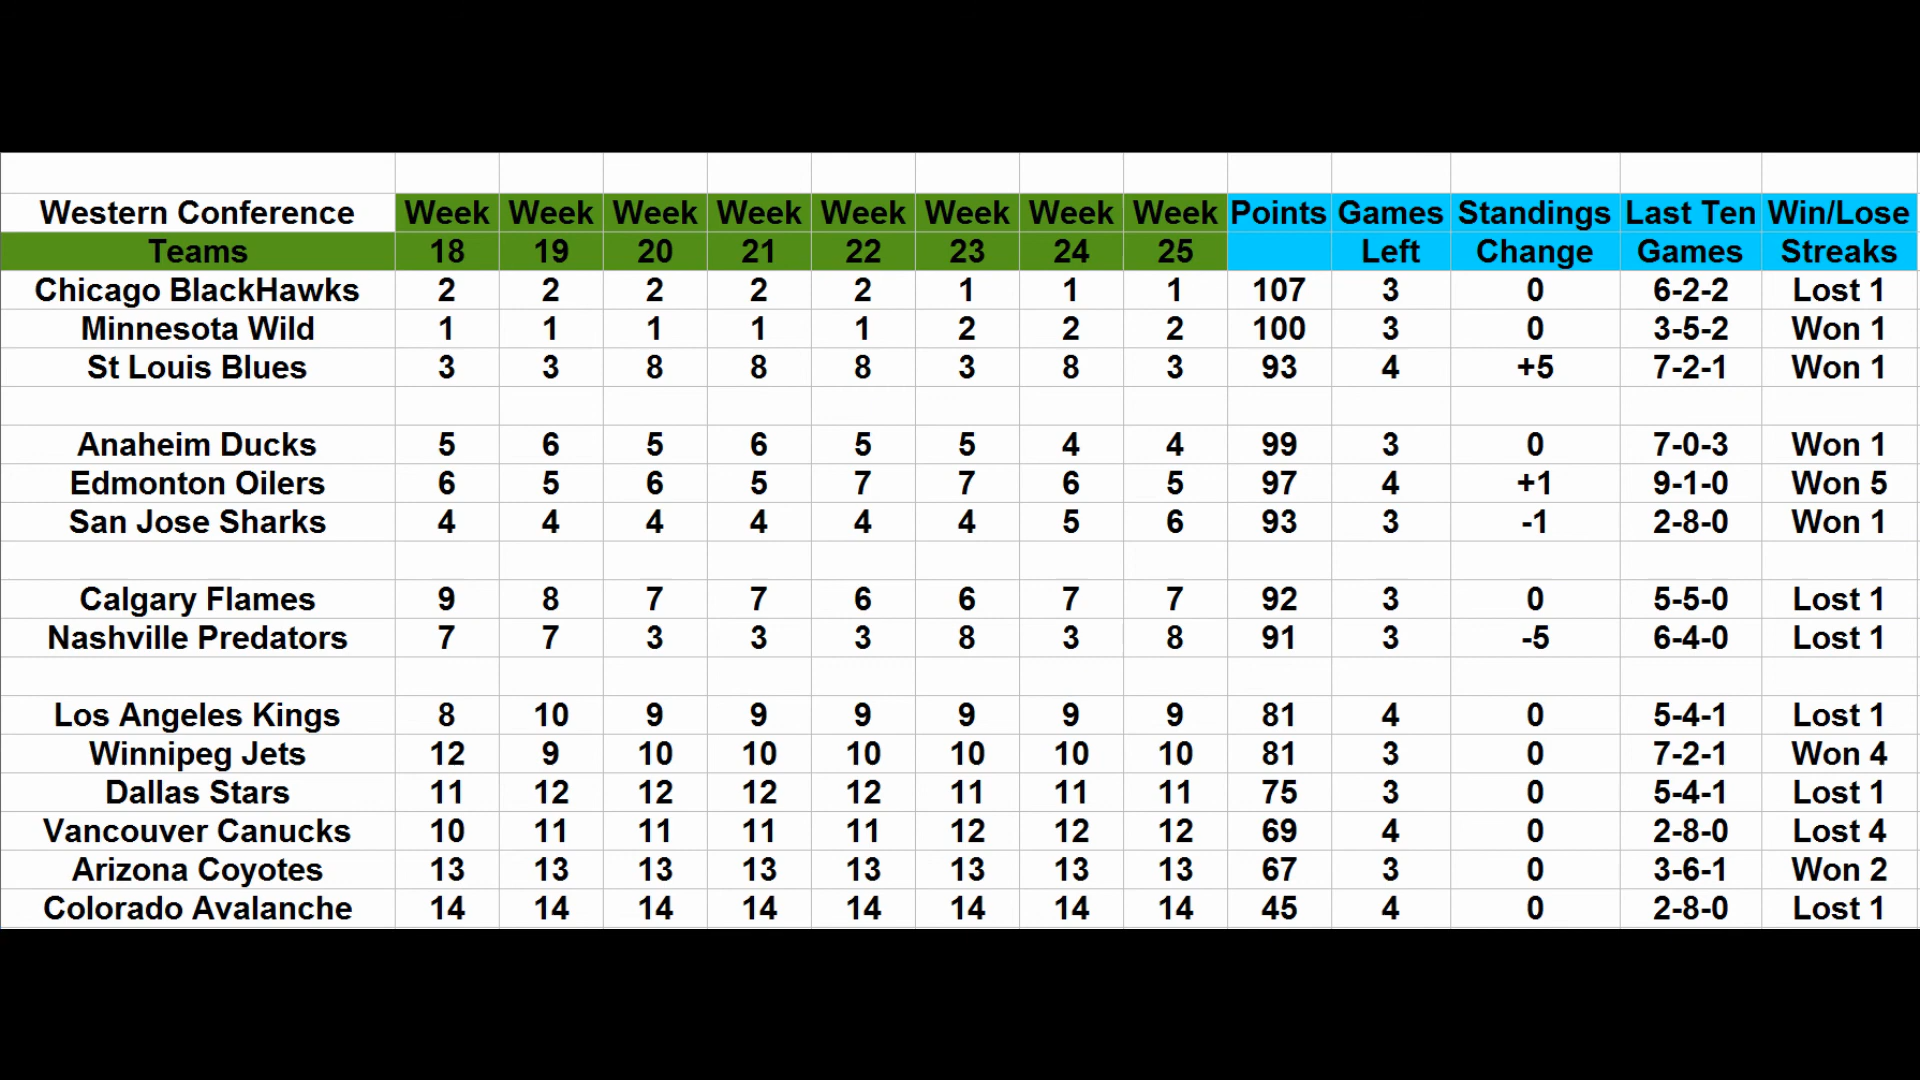 Western Conference Week Week Week Week Week Week Week Week Points Games Standings Last Ten Win/Lose
Teams 18 19 20 21 22 23 24 25 Left Change Games Streaks
Chicago BlackHawks 2 2 2 2 2 1 1 1 107 3 0 6-2-2 Lost 1
Minnesota Wild 1 1 1 1 1 2 2 2 100 3 0 3-5-2 Won 1
St Louis Blues 3 3 8 8 8 3 8 3 93 4 +5 7-2-1 Won 1
Anaheim Ducks 5 6 5 6 5 5 4 4 99 3 0 7-0-3 Won 1
Edmonton Oilers 6 5 6 5 7 7 6 5 97 4 +1 9-1-0 Won 5
San Jose Sharks 4 4 4 4 4 4 5 6 93 3 -1 2-8-0 Won 1
Calgary Flames 9 8 7 7 6 6 7 7 92 3 0 5-5-0 Lost 1
Nashville Predators 7 7 3 3 3 8 3 8 91 3 -5 6-4-0 Lost 1
Los Angeles Kings 8 10 9 9 9 9 9 9 81 4 0 5-4-1 Lost 1
Winnipeg Jets 12 9 10 10 10 10 10 10 81 3 0 7-2-1 Won 4
Dallas Stars 11 12 12 12 12 11 11 11 75 3 0 5-4-1 Lost 1
Vancouver Canucks 10 11 11 11 11 12 12 12 69 4 0 2-8-0 Lost 4
Arizona Coyotes 13 13 13 13 13 13 13 13 67 3 0 3-6-1 Won 2
Colorado Avalanche 14 14 14 14 14 14 14 14 45 4 0 2-8-0 Lost 1